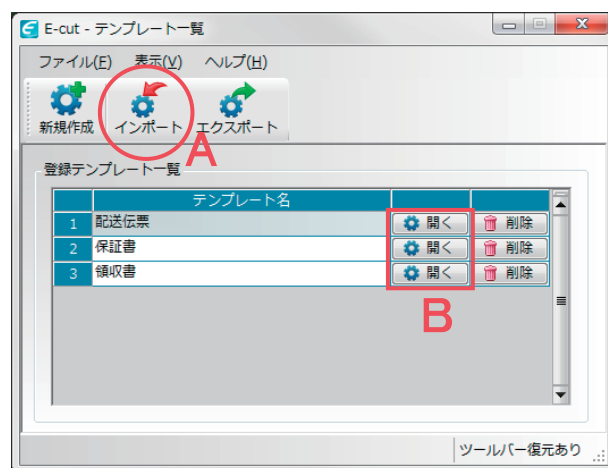 E-cut - テンプレート一覧
ファイル(F) 表示(V) ヘルプ(H)
新規作成 インポート エクスポート
A
登録テンプレート一覧
テンプレート名
1 配送伝票 開く 削除
2 保証書 開く 削除
3 領収書 開く 削除
B
ツールバー復元あり